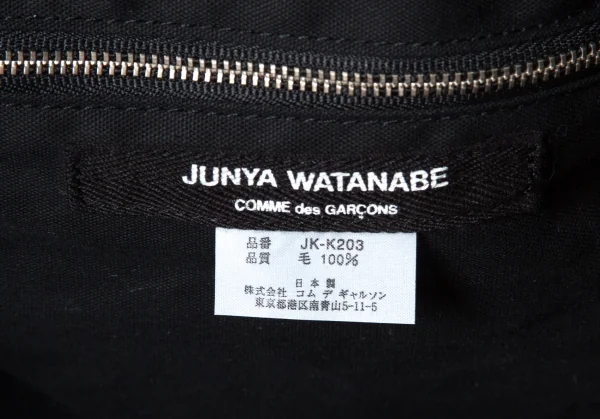 JUNYA WATANABE
COMME des GARÇONS
品番 JK-K203
品質 毛 100%
日本製
株式会社 コム デ ギャルソン
東京都港区南青山5-11-5